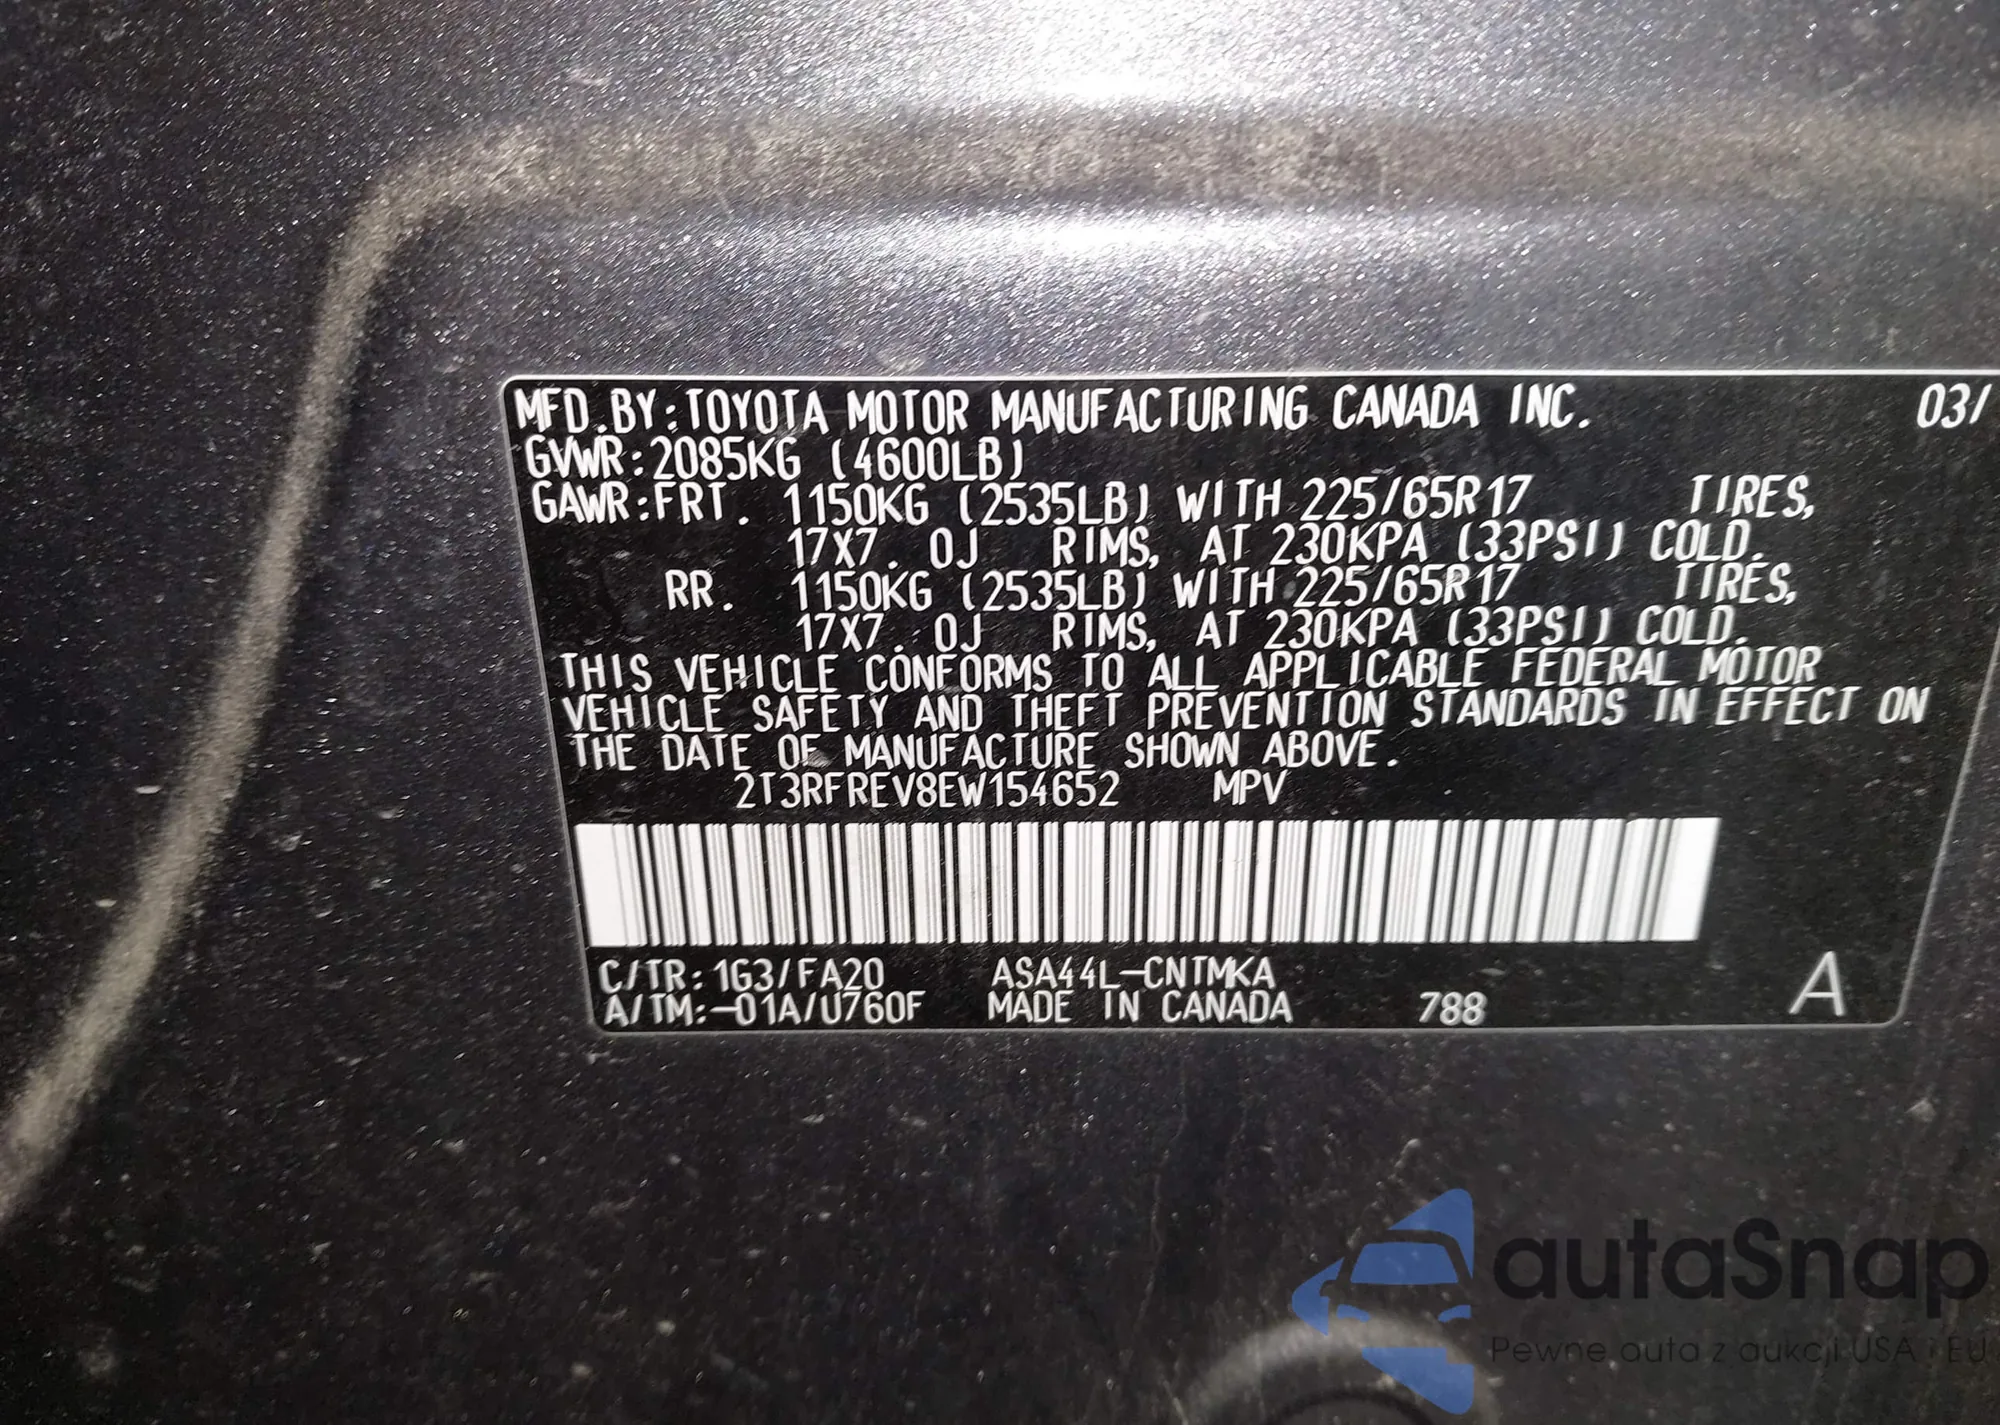 MFD.BY:TOYOTA MOTOR MANUFACTURING CANADA INC. 03/
GVWR:2085KG (4600LB)
GAWR:FRT. 1150KG (2535LB) WITH 225/65R17 TIRES,
17X7.0J RIMS, AT 230KPA (33PSI) COLD.
RR. 1150KG (2535LB) WITH 225/65R17 TIRES,
17X7.0J RIMS, AT 230KPA (33PSI) COLD.
THIS VEHICLE CONFORMS TO ALL APPLICABLE FEDERAL MOTOR
VEHICLE SAFETY AND THEFT PREVENTION STANDARDS IN EFFECT ON
THE DATE OF MANUFACTURE SHOWN ABOVE.
2T3RFREV8EW154652 MPV
C/TR:1G3/FA20 ASA44L-CNTMKA
A/TM:-01A/U760F MADE IN CANADA 788 A
autaSnap
Pewne auta z aukcji USA i EU